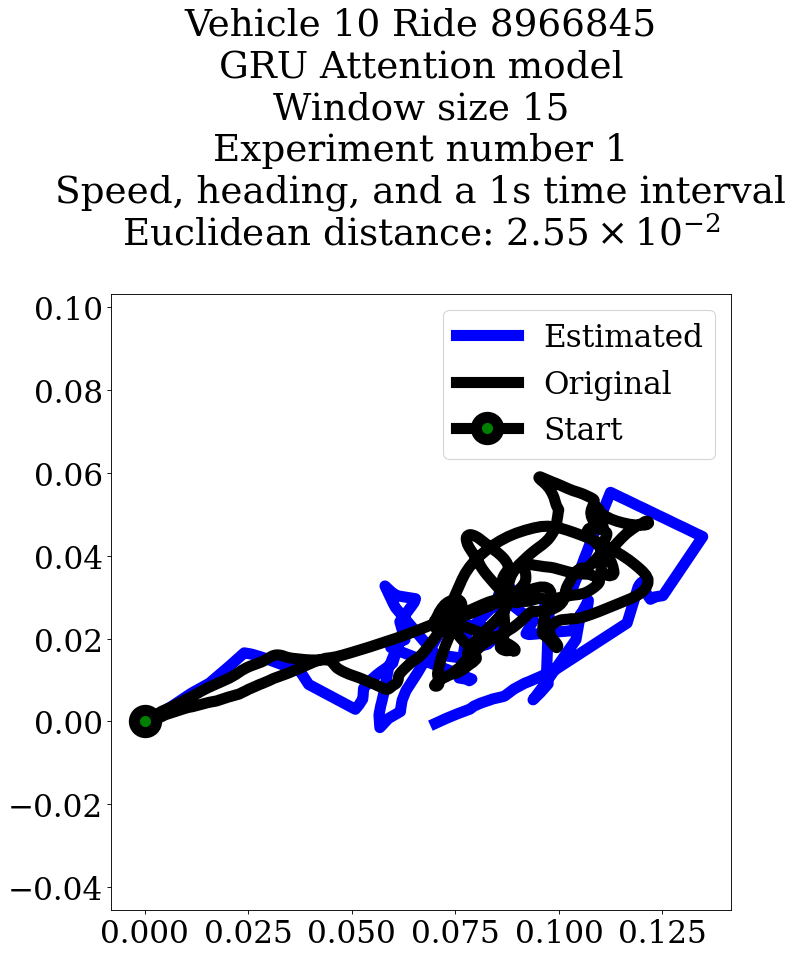 Vehicle 10 Ride 8966845
GRU Attention model
Window size 15
Experiment number 1
Speed, heading, and a 1s time interval
Euclidean distance: 2.55 × 10⁻²
0.10
Estimated
0.08
Original
Start
0.06
0.04
0.02
0.00
−0.02
−0.04
0.000 0.025 0.050 0.075 0.100 0.125